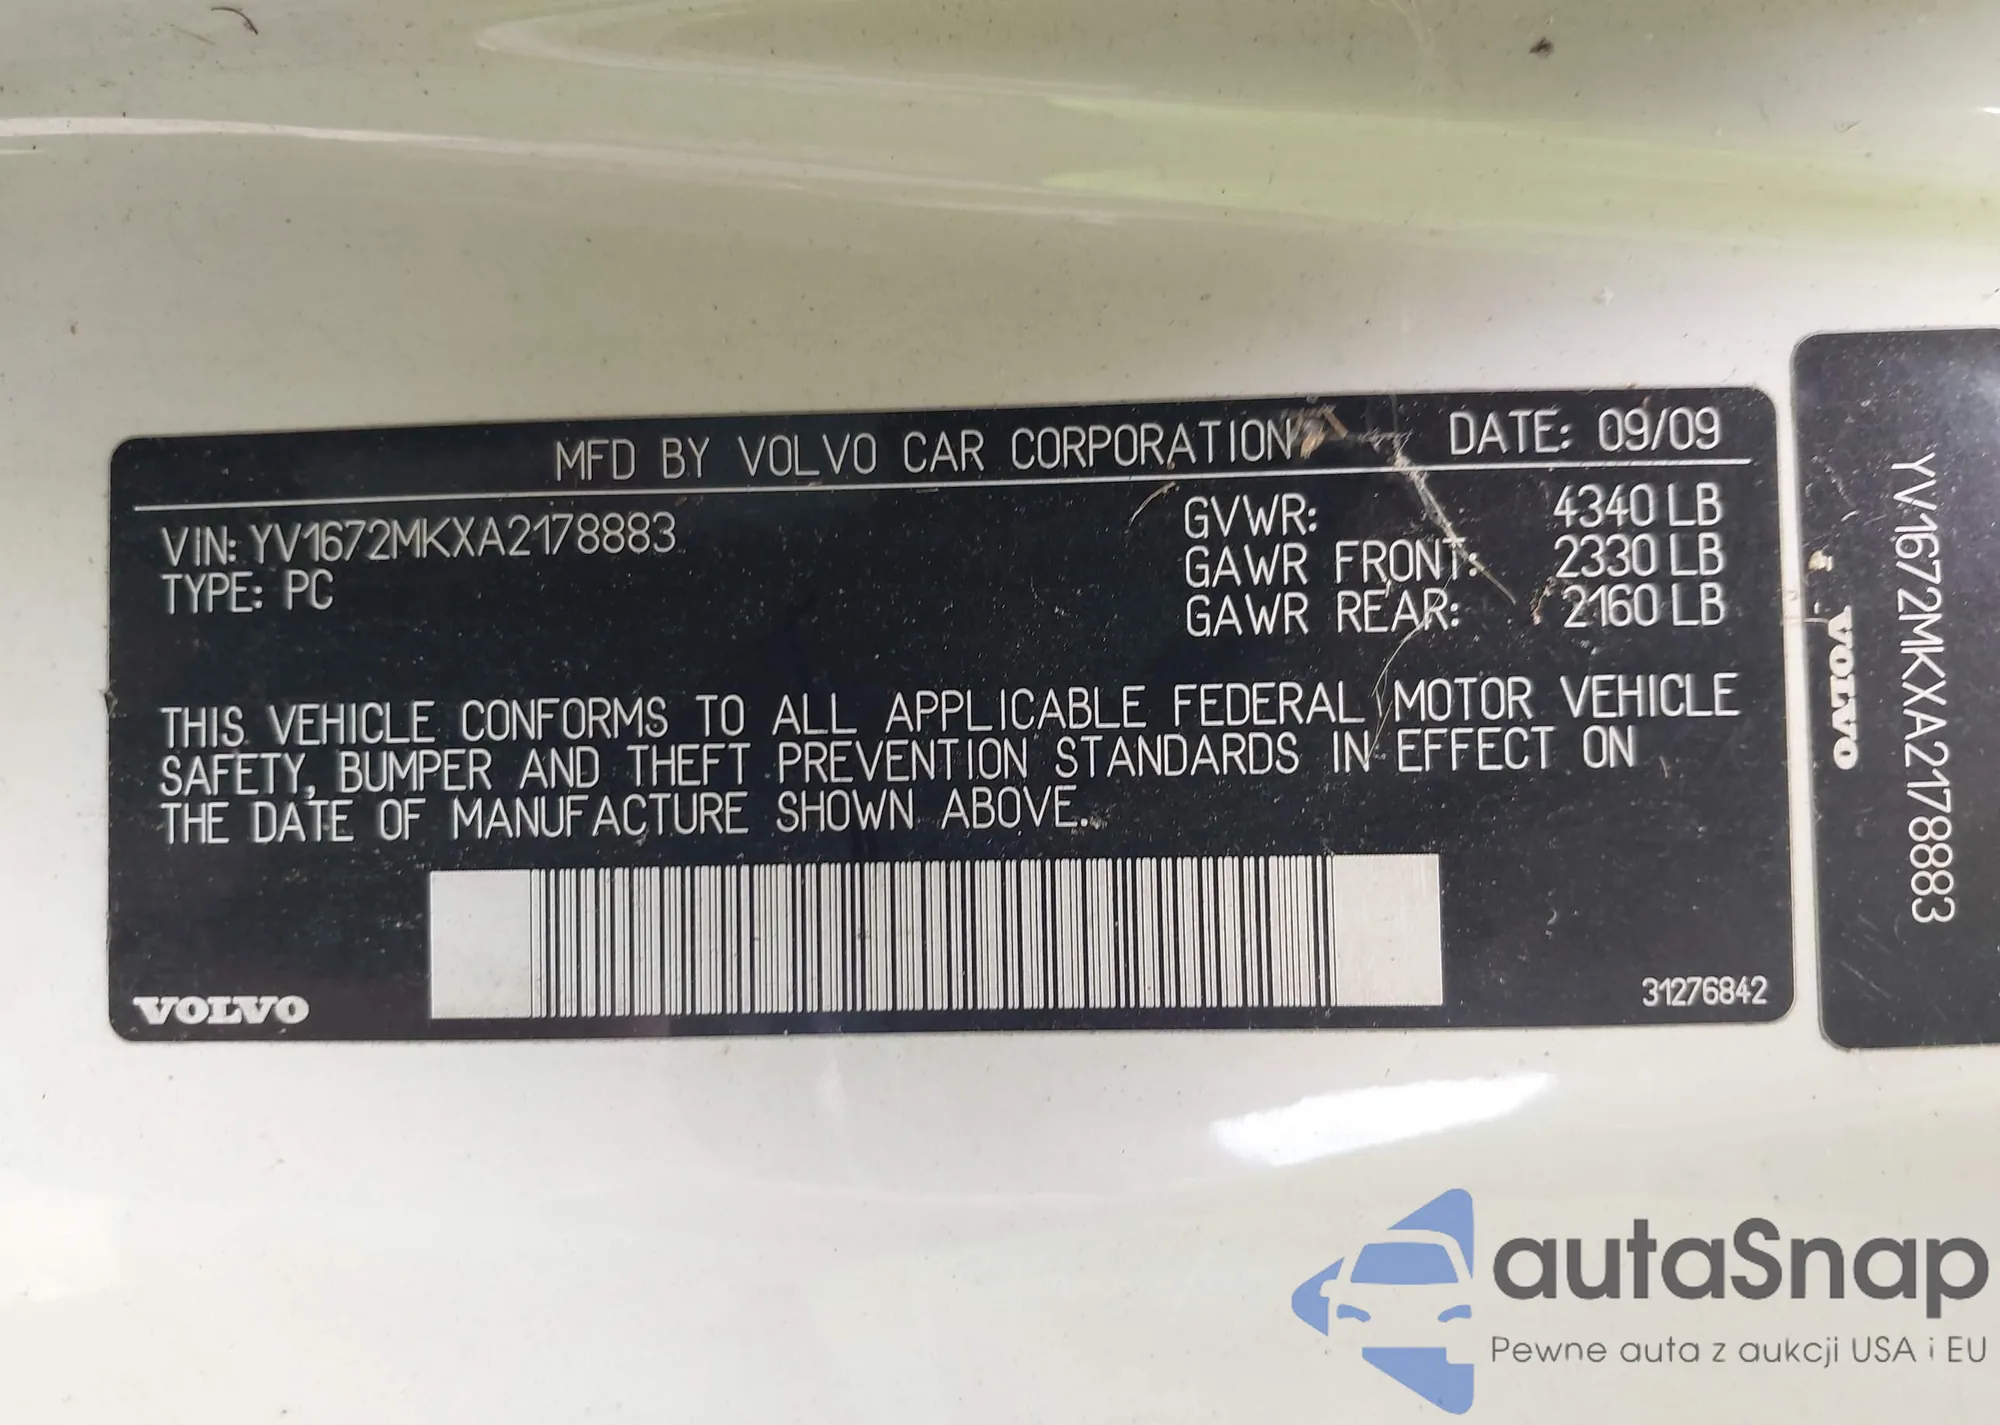 MFD BY VOLVO CAR CORPORATION DATE: 09/09
VIN: YV1672MKXA2178883
TYPE: PC
GVWR: 4340 LB
GAWR FRONT: 2330 LB
GAWR REAR: 2160 LB
THIS VEHICLE CONFORMS TO ALL APPLICABLE FEDERAL MOTOR VEHICLE
SAFETY, BUMPER AND THEFT PREVENTION STANDARDS IN EFFECT ON
THE DATE OF MANUFACTURE SHOWN ABOVE.
VOLVO
31276842
YV1672MKXA2178883
VOLVO
autaSnap
Pewne auta z aukcji USA i EU